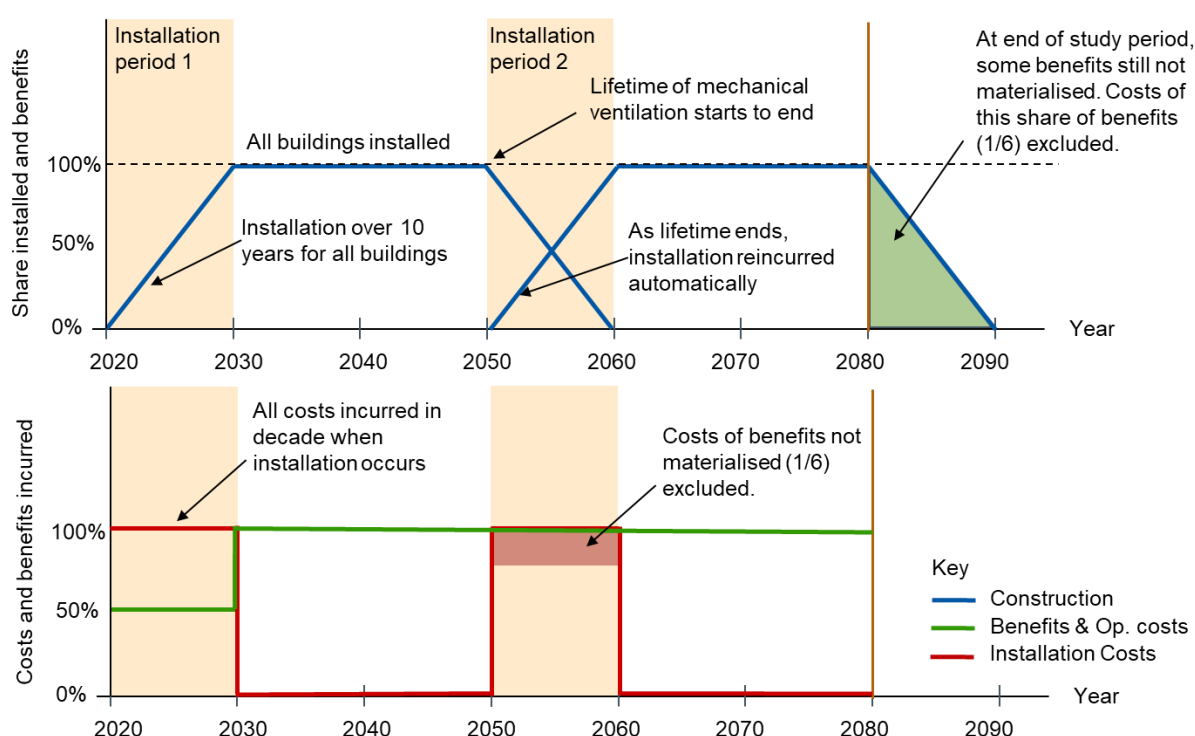 Installation
period 1
Installation
period 2
At end of study period,
some benefits still not
materialised. Costs of
this share of benefits
(1/6) excluded.
Lifetime of mechanical
ventilation starts to end
All buildings installed
Share installed and benefits
100%
50%
0%
Installation over 10
years for all buildings
As lifetime ends,
installation reincurred
automatically
Year
2020
2030
2040
2050
2060
2070
2080
2090
Costs and benefits incurred
All costs incurred in
decade when
installation occurs
Costs of benefits not
materialised (1/6)
excluded.
100%
50%
0%
Key
Construction
Benefits & Op. costs
Installation Costs
Year
2020
2030
2040
2050
2060
2070
2080
2090